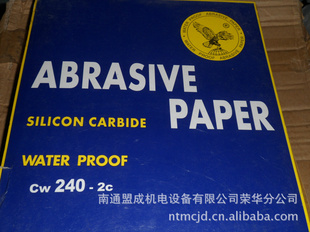 ABRASIVE
PAPER
SILICON CARBIDE
WATER PROOF
Cw 240 - 2c
南通盟成机电设备有限公司荣华分公司
ntmcjd.cn.alibaba.com